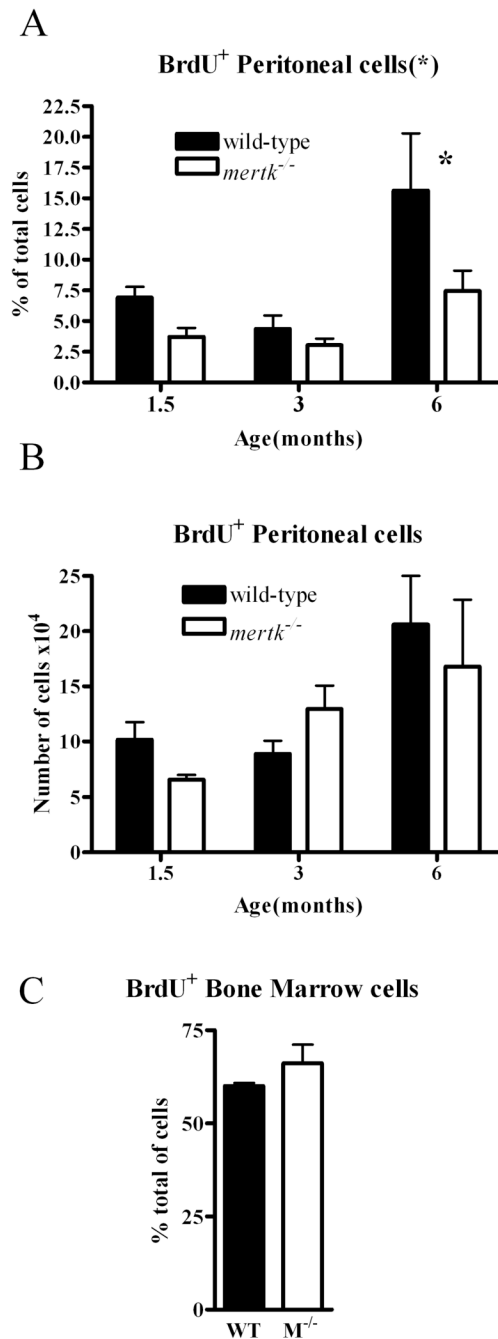 A
BrdU+ Peritoneal cells(*)
% of total cells
22.5
20.0
17.5
15.0
12.5
10.0
7.5
5.0
2.5
0.0
wild-type
mertk-/-
*
1.5 3 6
Age(months)
B
BrdU+ Peritoneal cells
Number of cells x10^4
25
20
15
10
5
0
wild-type
mertk-/-
1.5 3 6
Age(months)
C
BrdU+ Bone Marrow cells
% total of cells
75
50
25
0
WT M-/-